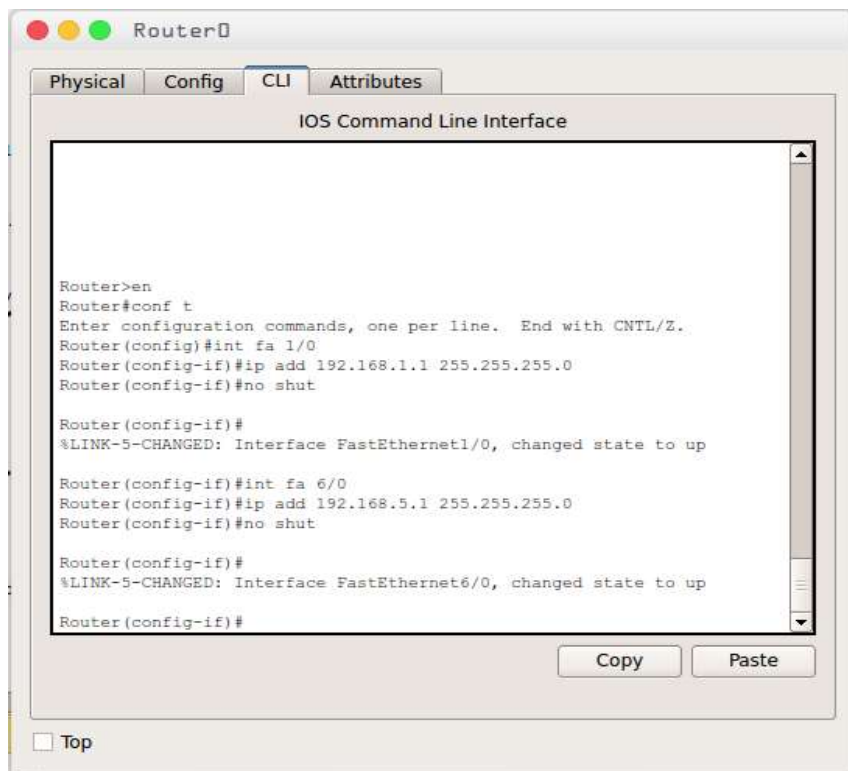 Router0
Physical Config CLI Attributes
IOS Command Line Interface
Router>en
Router#conf t
Enter configuration commands, one per line.  End with CNTL/Z.
Router(config)#int fa 1/0
Router(config-if)#ip add 192.168.1.1 255.255.255.0
Router(config-if)#no shut
Router(config-if)#
%LINK-5-CHANGED: Interface FastEthernet1/0, changed state to up
Router(config-if)#int fa 6/0
Router(config-if)#ip add 192.168.5.1 255.255.255.0
Router(config-if)#no shut
Router(config-if)#
%LINK-5-CHANGED: Interface FastEthernet6/0, changed state to up
Router(config-if)#
Copy Paste
Top